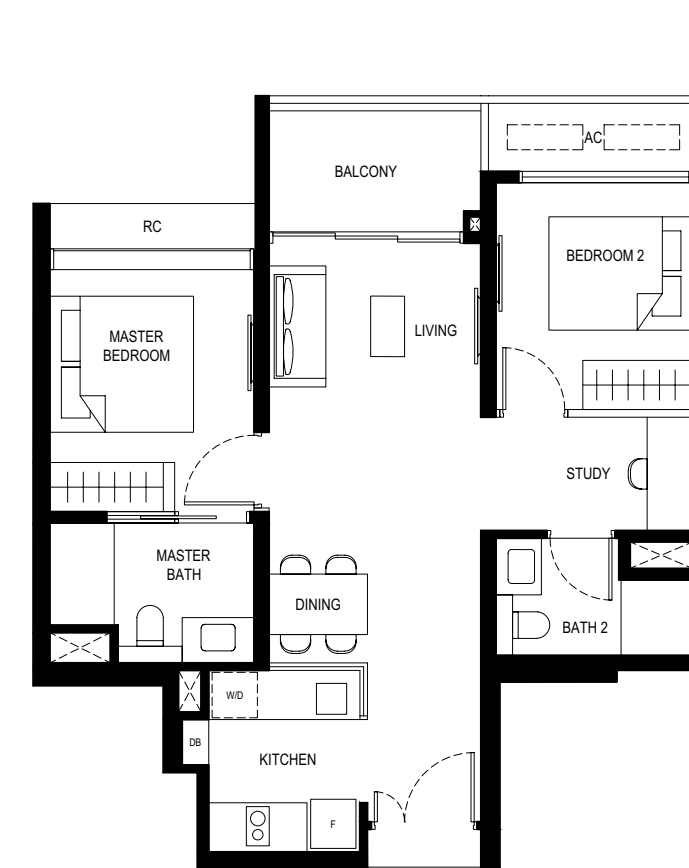 AC
BALCONY
RC
BEDROOM 2
LIVING
MASTER
BEDROOM
STUDY
MASTER
BATH
DINING
BATH 2
W/D
DB
KITCHEN
F